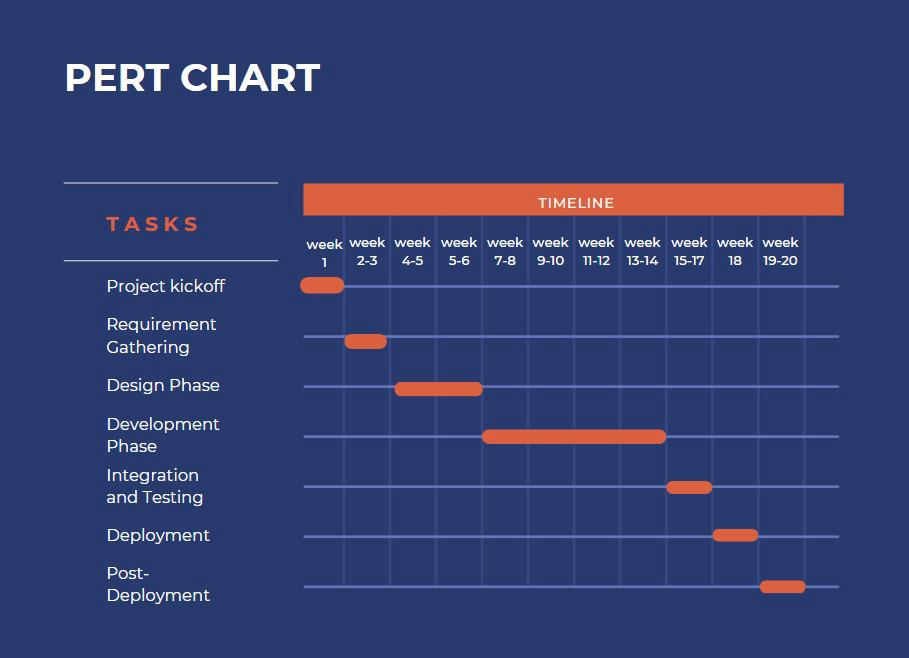 PERT CHART
TIMELINE
TASKS
week week week week week week week week week week week
1 2-3 4-5 5-6 7-8 9-10 11-12 13-14 15-17 18 19-20
Project kickoff
Requirement
Gathering
Design Phase
Development
Phase
Integration
and Testing
Deployment
Post-
Deployment